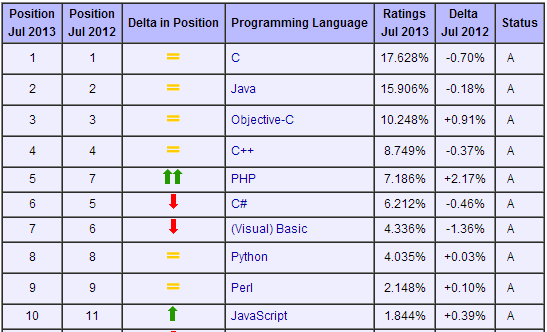 Position Jul 2013 Position Jul 2012 Delta in Position Programming Language Ratings Jul 2013 Delta Jul 2012 Status
1 1 = C 17.628% -0.70% A
2 2 = Java 15.906% -0.18% A
3 3 = Objective-C 10.248% +0.91% A
4 4 = C++ 8.749% -0.37% A
5 7 PHP 7.186% +2.17% A
6 5 C# 6.212% -0.46% A
7 6 (Visual) Basic 4.336% -1.36% A
8 8 = Python 4.035% +0.03% A
9 9 = Perl 2.148% +0.10% A
10 11 JavaScript 1.844% +0.39% A